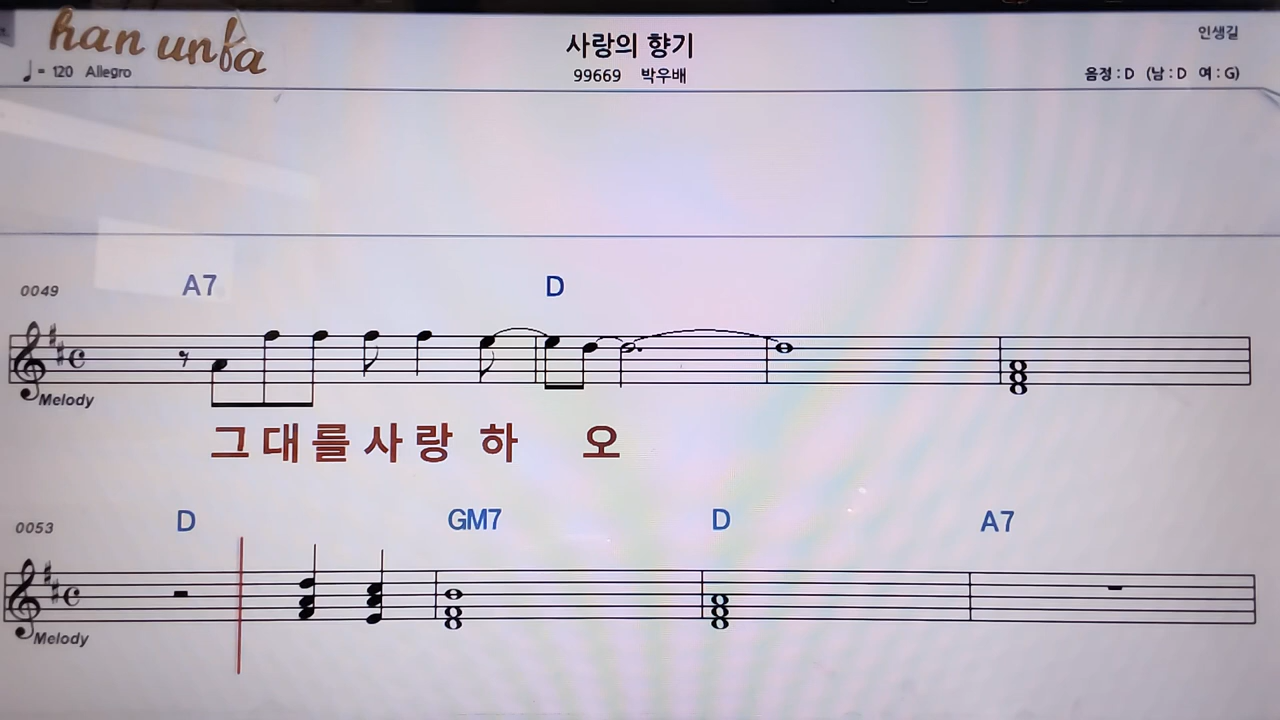 han unfa
사랑의 향기
인생길
♩= 120 Allegro
99669 박우배
음정 : D (남 : D 여 : G)
0049
A7 D
Melody
그 대 를 사 랑 하 오
0053
D GM7 D A7
Melody